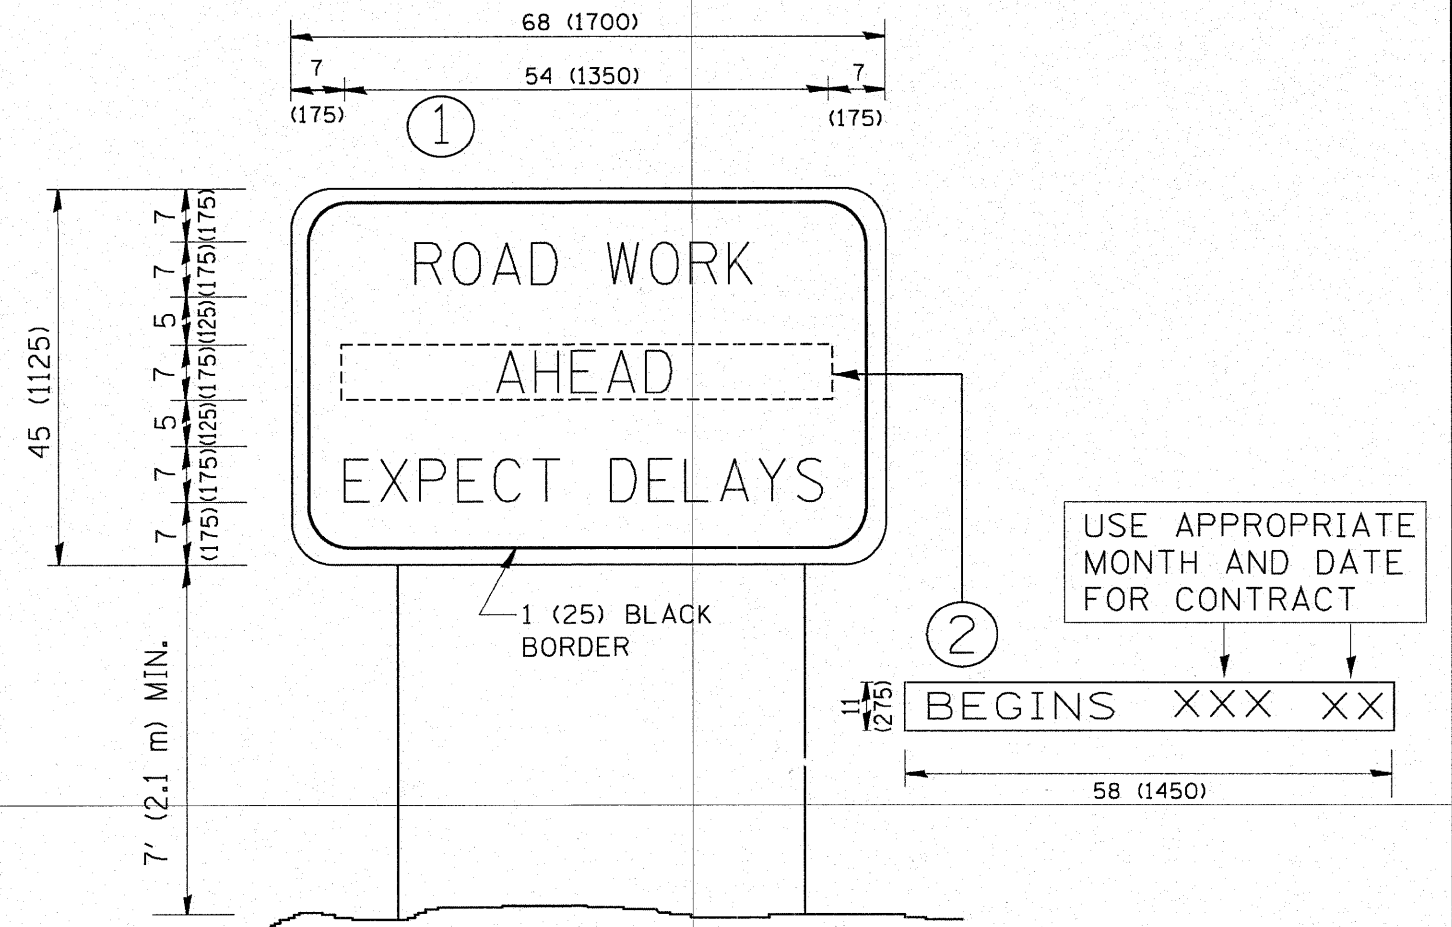 68 (1700)
7
54 (1350)
7
(175)
(175)
1
7
(175)
7
(175)
5
(125)
7
(175)
5
(125)
7
(175)
7
(175)
45 (1125)
ROAD WORK
AHEAD
EXPECT DELAYS
1 (25) BLACK
BORDER
7' (2.1 m) MIN.
USE APPROPRIATE
MONTH AND DATE
FOR CONTRACT
2
11
(275)
BEGINS XXX XX
58 (1450)